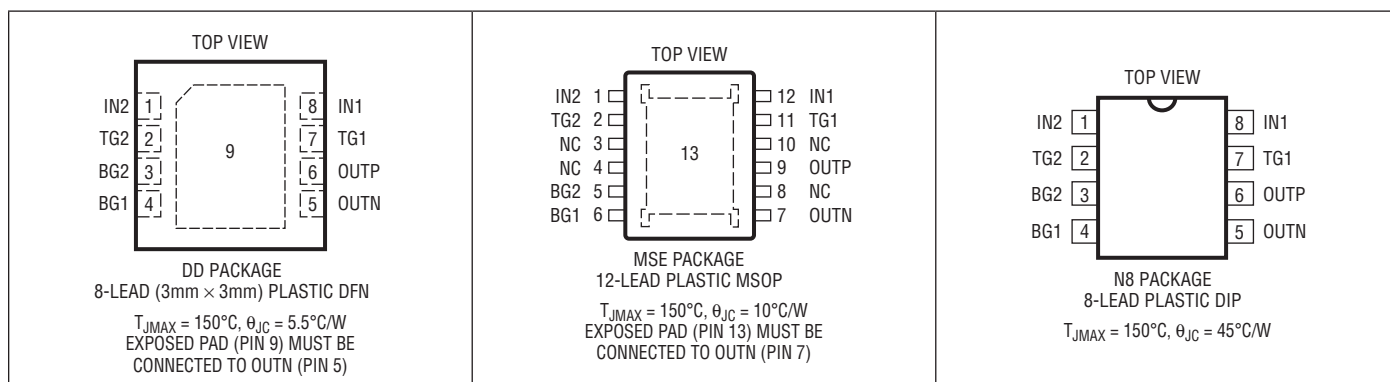 TOP VIEW
IN2 1
8 IN1
TG2 2
7 TG1
9
BG2 3
6 OUTP
BG1 4
5 OUTN
DD PACKAGE
8-LEAD (3mm × 3mm) PLASTIC DFN
TJMAX = 150°C, θJC = 5.5°C/W
EXPOSED PAD (PIN 9) MUST BE
CONNECTED TO OUTN (PIN 5)
TOP VIEW
IN2 1
12 IN1
TG2 2
11 TG1
NC 3
10 NC
13
NC 4
9 OUTP
BG2 5
8 NC
BG1 6
7 OUTN
MSE PACKAGE
12-LEAD PLASTIC MSOP
TJMAX = 150°C, θJC = 10°C/W
EXPOSED PAD (PIN 13) MUST BE
CONNECTED TO OUTN (PIN 7)
TOP VIEW
IN2 1
8 IN1
TG2 2
7 TG1
BG2 3
6 OUTP
BG1 4
5 OUTN
N8 PACKAGE
8-LEAD PLASTIC DIP
TJMAX = 150°C, θJC = 45°C/W